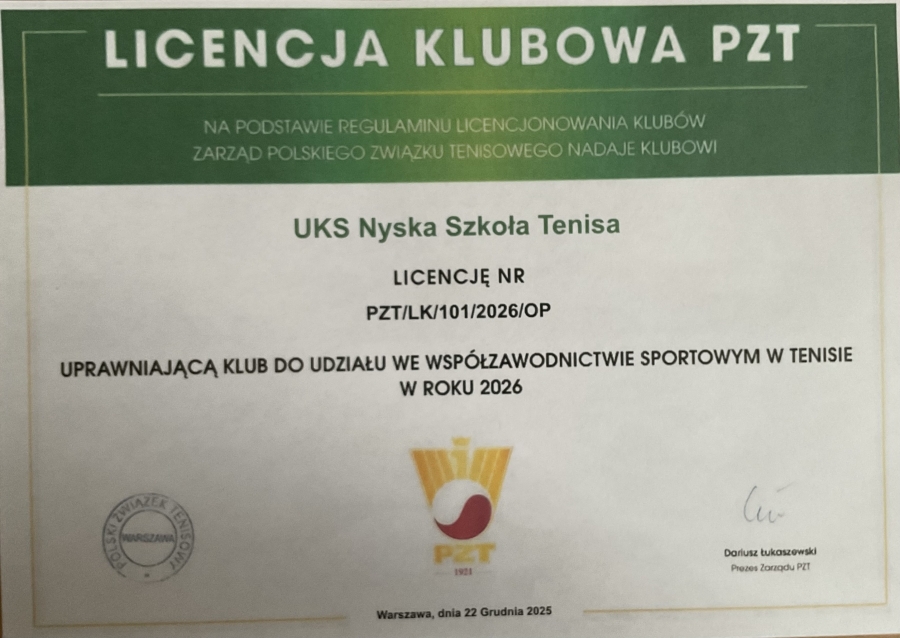 LICENCJA KLUBOWA PZT
NA PODSTAWIE REGULAMINU LICENCJONOWANIA KLUBÓW
ZARZĄD POLSKIEGO ZWIĄZKU TENISOWEGO NADAJE KLUBOWI
UKS Nyska Szkoła Tenisa
LICENCJĘ NR
PZT/LK/101/2026/OP
UPRAWNIAJĄCĄ KLUB DO UDZIAŁU WE WSPÓŁZAWODNICTWIE SPORTOWYM W TENISIE
W ROKU 2026
POLSKI ZWIĄZEK TENISOWY
WARSZAWA
PZT
1921
Dariusz Łukaszewski
Prezes Zarządu PZT
Warszawa, dnia 22 Grudnia 2025